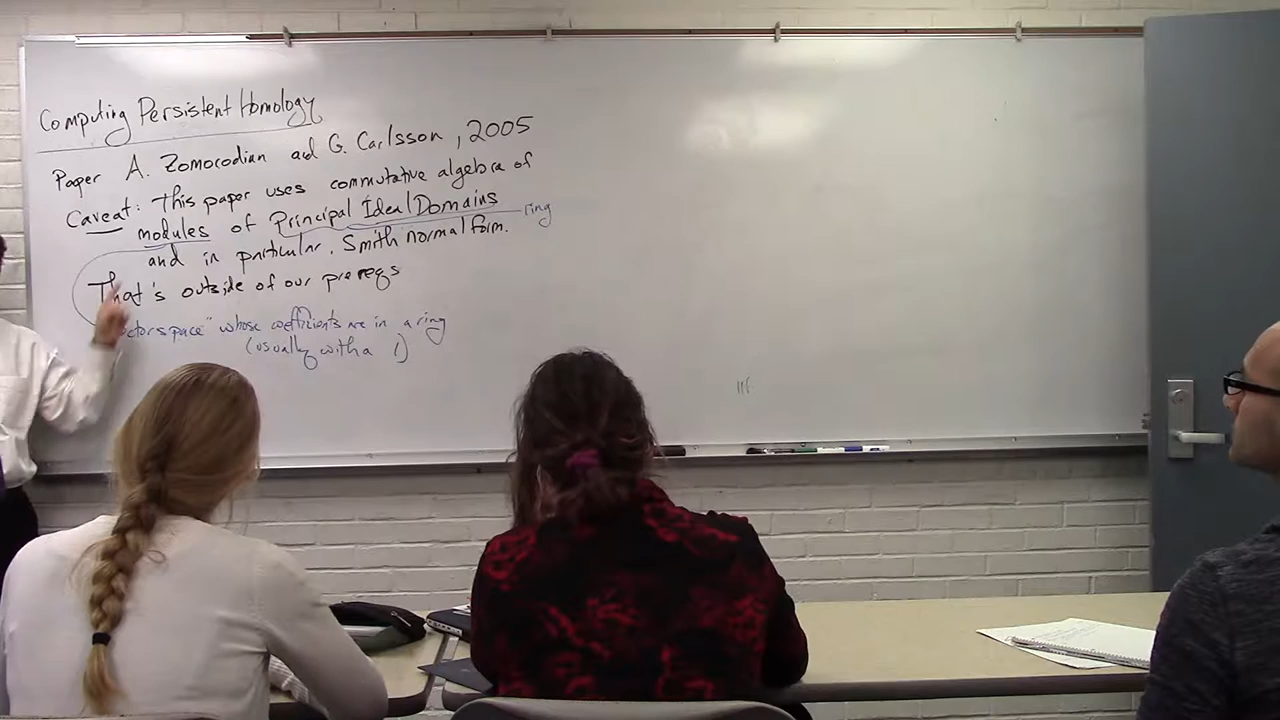 Computing Persistent Homology
Paper A. Zomorodian and G. Carlsson, 2005
Caveat: This paper uses commutative algebra of
modules of Principal Ideal Domains ring
and in particular, Smith normal form.
That's outside of our prereqs
"vector space" whose coefficients are in a ring
(usually with a 1)